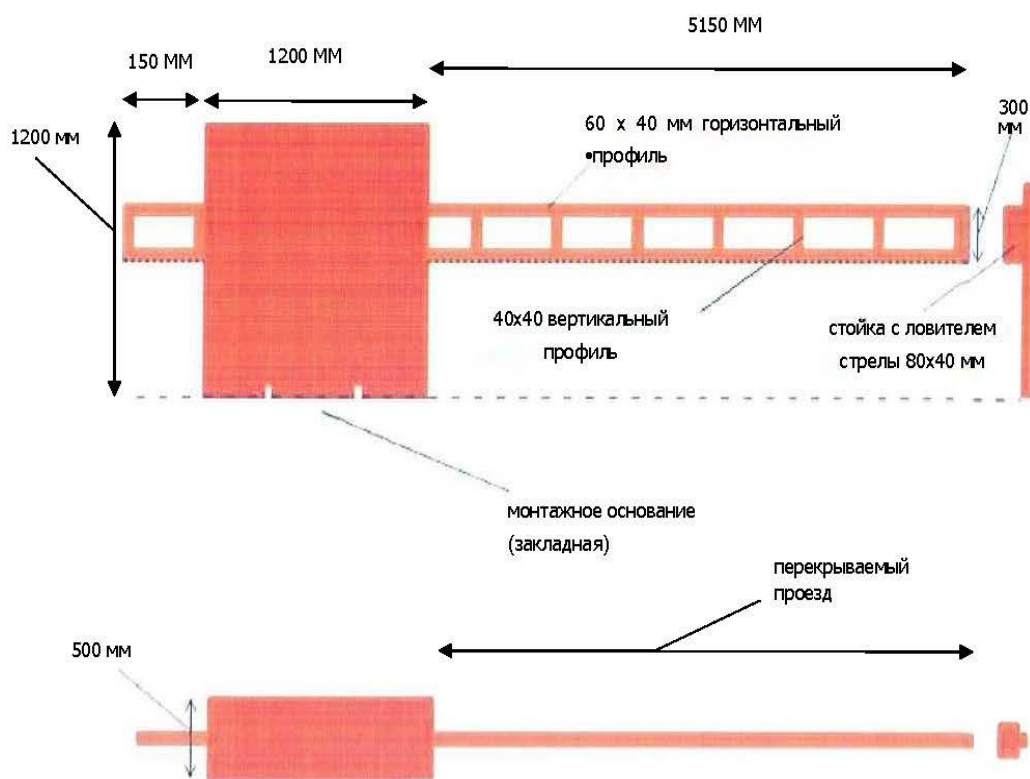 5150 ММ
150 ММ
1200 ММ
1200 мм
60 х 40 мм горизонтальный
•профиль
300
мм
40х40 вертикальный
профиль
стойка с ловителем
стрелы 80х40 мм
монтажное основание
(закладная)
перекрываемый
проезд
500 мм